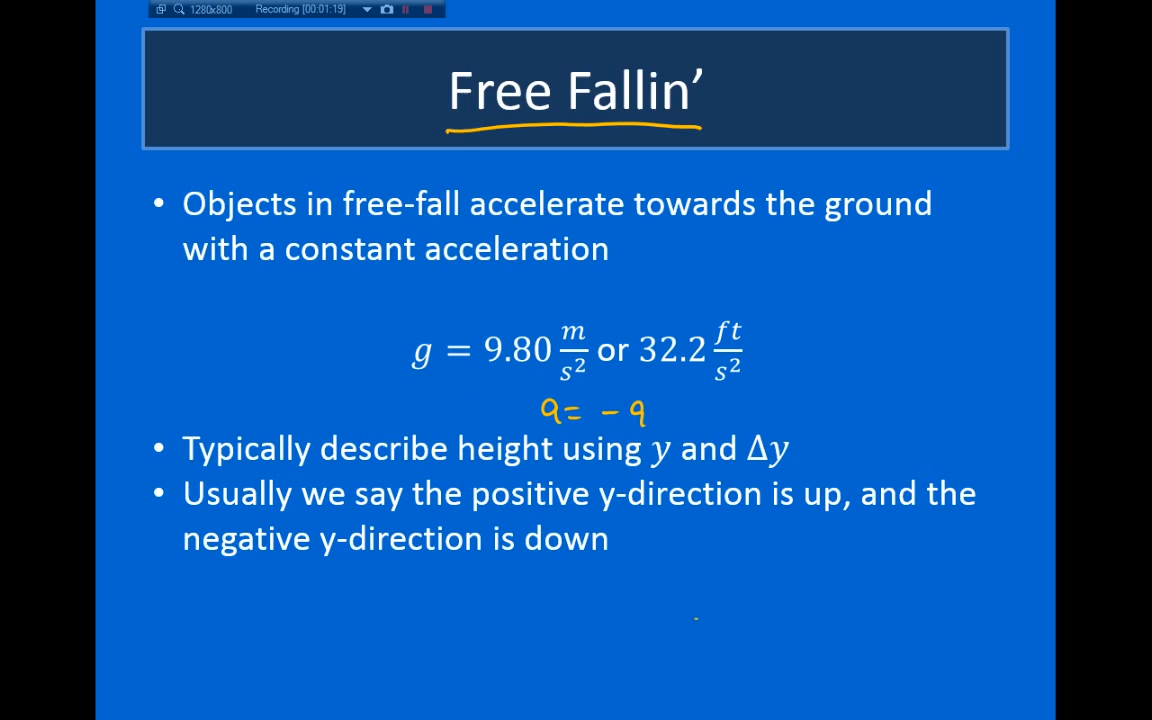 1280x800 Recording [00:01:19]
Free Fallin’
• Objects in free-fall accelerate towards the ground
with a constant acceleration
g = 9.80 m/s² or 32.2 ft/s²
a = - g
• Typically describe height using y and Δy
• Usually we say the positive y-direction is up, and the
negative y-direction is down